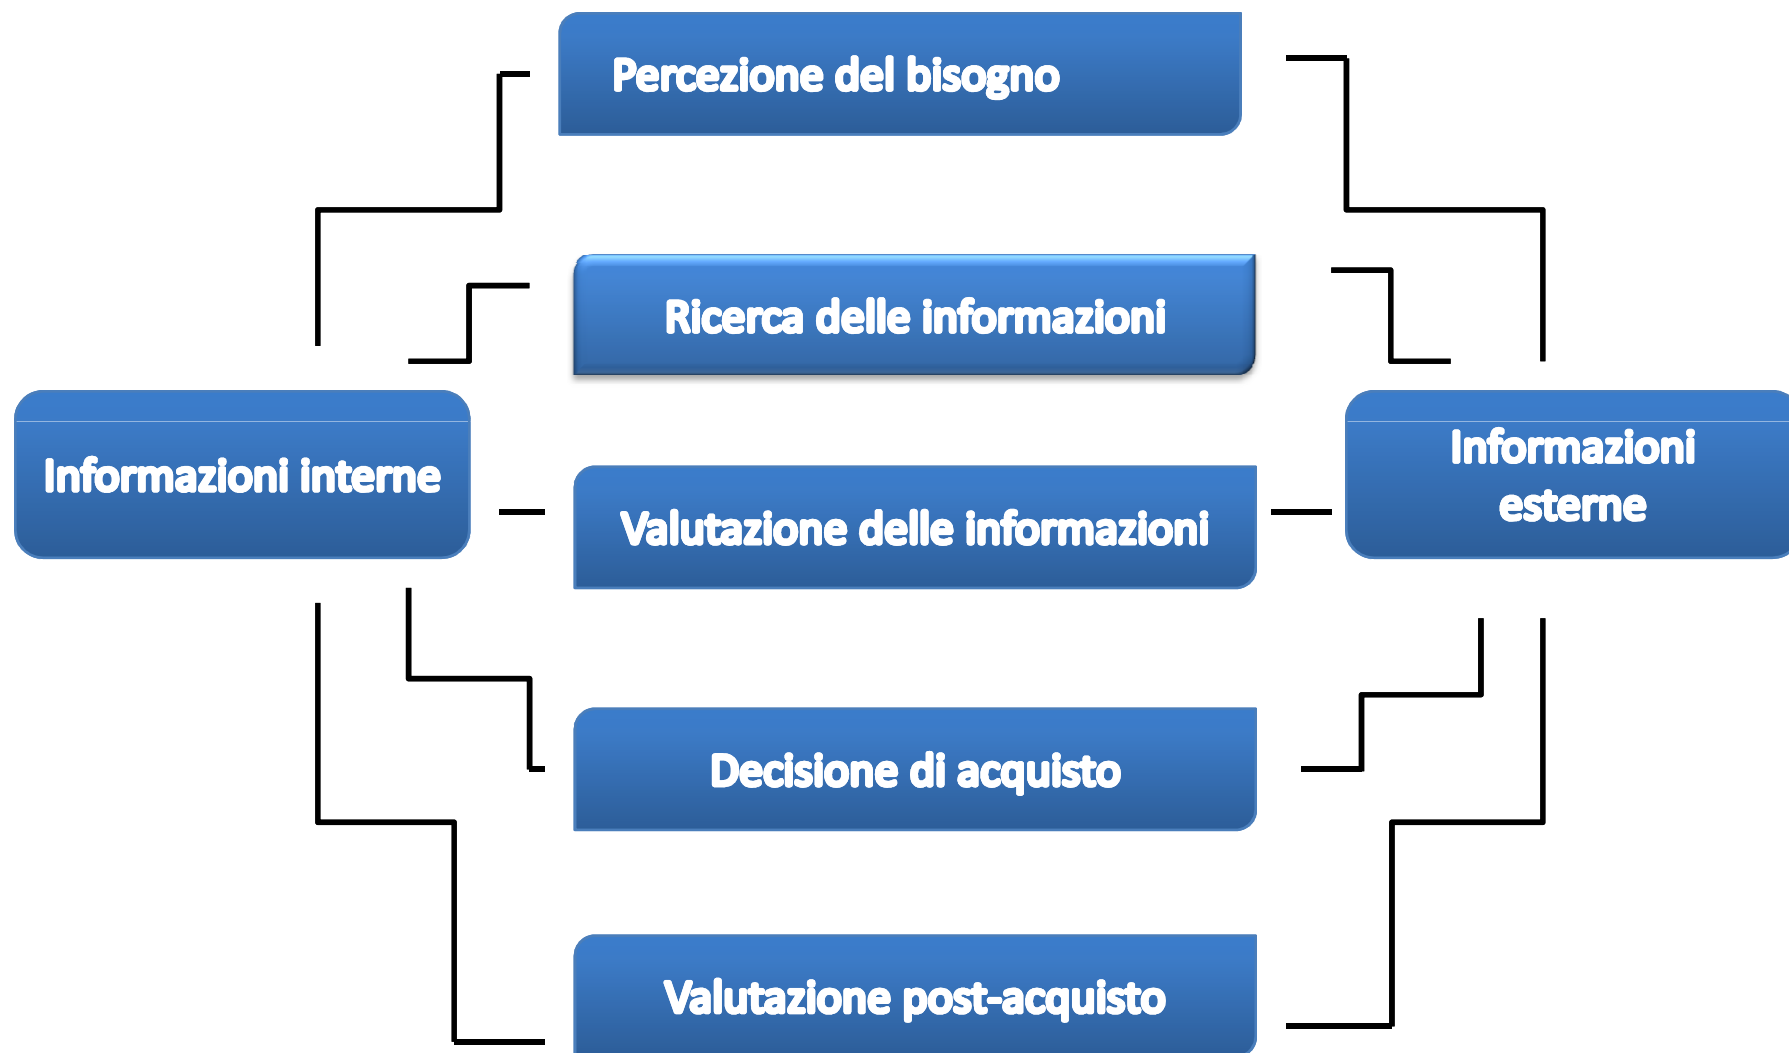 Percezione del bisogno
Ricerca delle informazioni
Informazioni interne
Informazioni
esterne
Valutazione delle informazioni
Decisione di acquisto
Valutazione post-acquisto